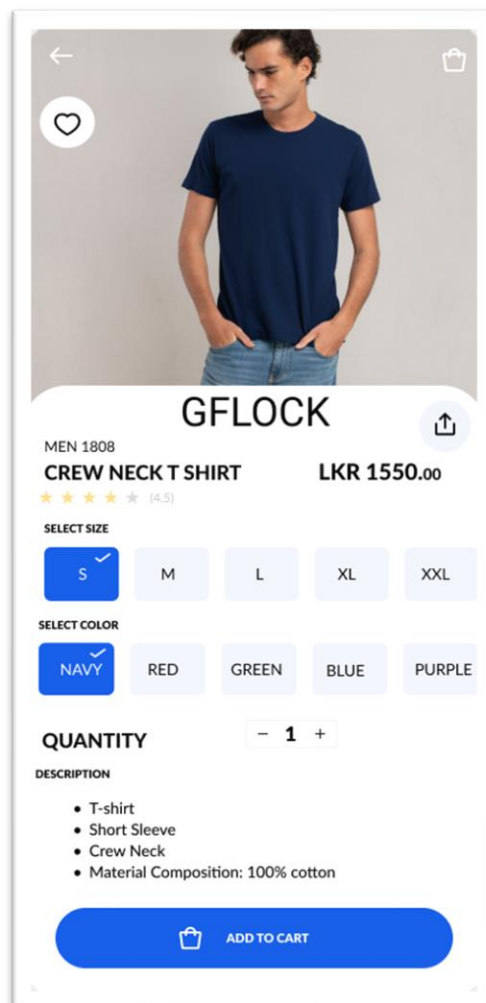 GFLOCK
MEN 1808
CREW NECK T SHIRT LKR 1550.00
(4.5)
SELECT SIZE
S M L XL XXL
SELECT COLOR
NAVY RED GREEN BLUE PURPLE
QUANTITY − 1 +
DESCRIPTION
• T-shirt
• Short Sleeve
• Crew Neck
• Material Composition: 100% cotton
ADD TO CART